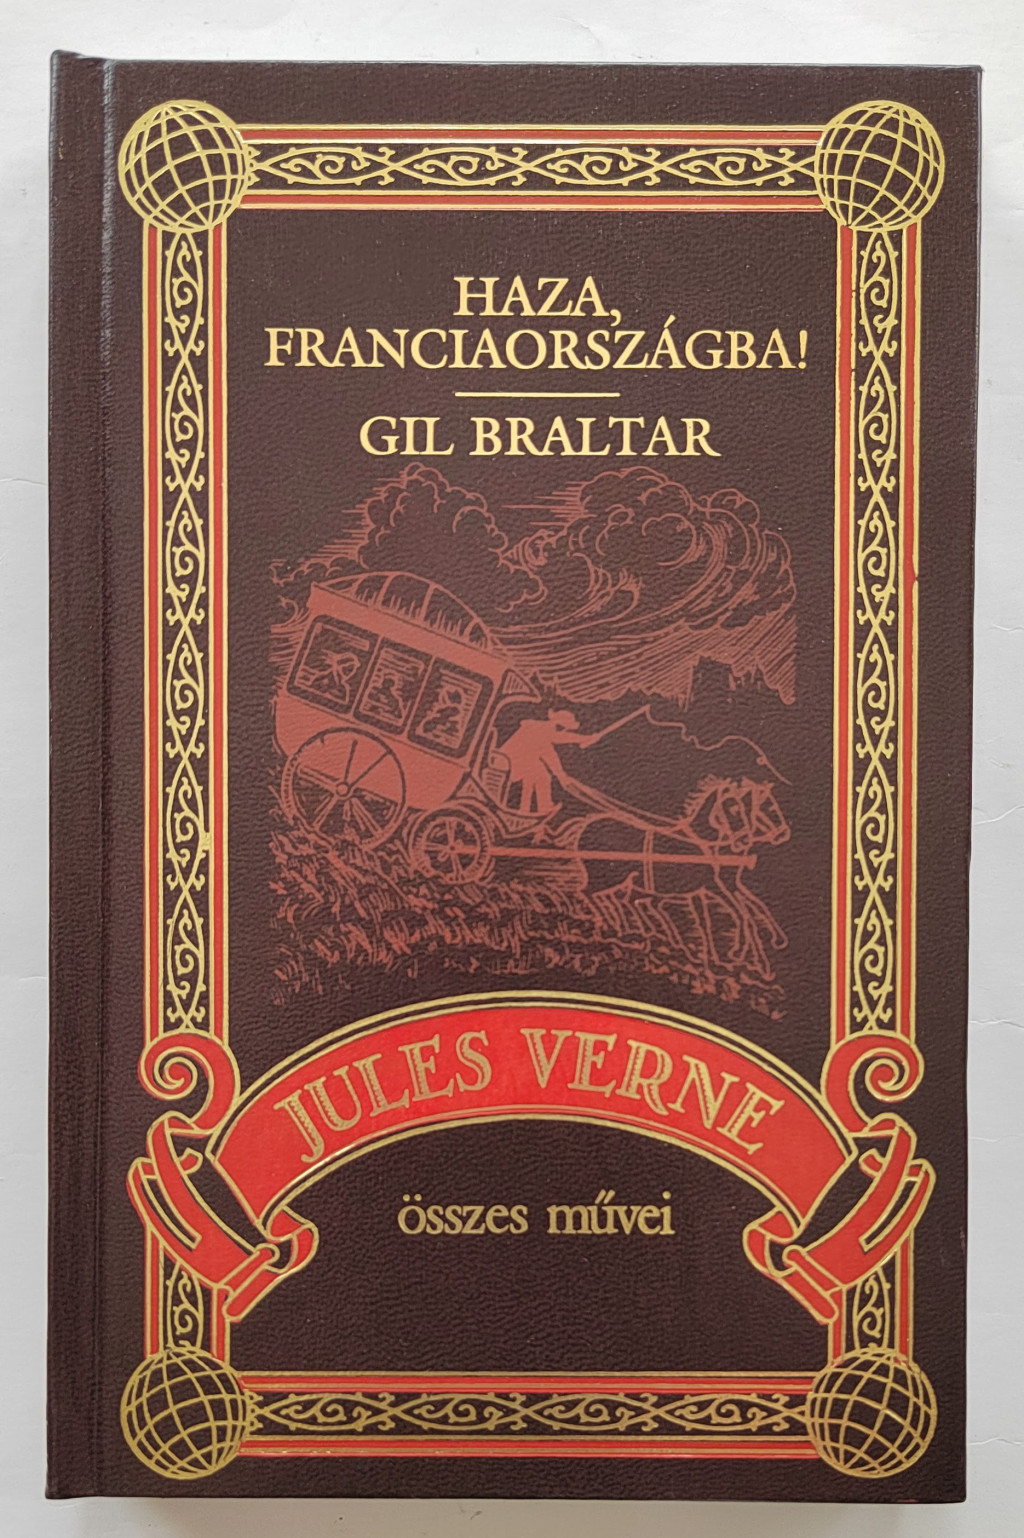 HAZA,
FRANCIAORSZÁGBA!
GIL BRALTAR
JULES VERNE
összes művei